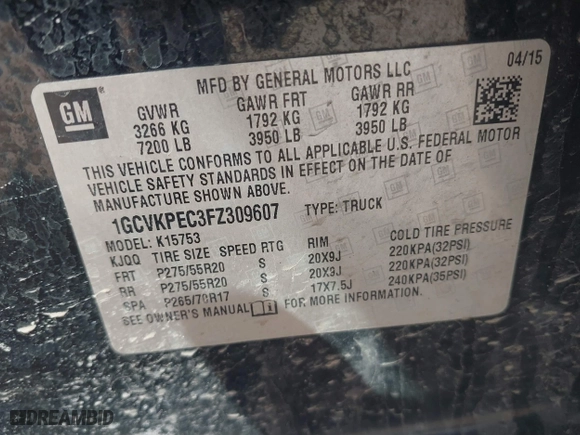 MFD BY GENERAL MOTORS LLC
04/15
GM
GVWR GAWR FRT GAWR RR
3266 KG 1792 KG 1792 KG
7200 LB 3950 LB 3950 LB
THIS VEHICLE CONFORMS TO ALL APPLICABLE U.S. FEDERAL MOTOR
VEHICLE SAFETY STANDARDS IN EFFECT ON THE DATE OF
MANUFACTURE SHOWN ABOVE.
1GCVKPEC3FZ309607 TYPE: TRUCK
MODEL: K15753
KJQQ TIRE SIZE SPEED RTG RIM COLD TIRE PRESSURE
FRT P275/55R20 S 20X9J 220KPA(32PSI)
RR P275/55R20 S 20X9J 220KPA(32PSI)
SPA P265/70R17 S 17X7.5J 240KPA(35PSI)
SEE OWNER'S MANUAL i FOR MORE INFORMATION.
DREAMBID